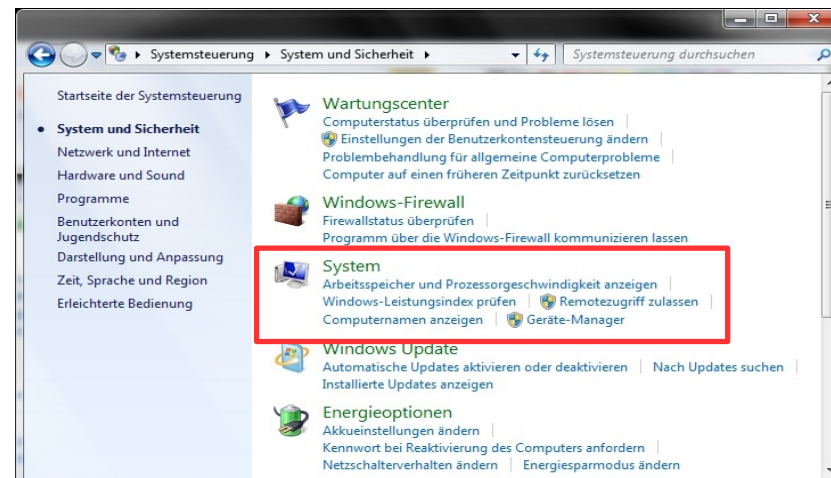 Systemsteuerung System und Sicherheit Systemsteuerung durchsuchen
Startseite der Systemsteuerung
System und Sicherheit
Netzwerk und Internet
Hardware und Sound
Programme
Benutzerkonten und
Jugendschutz
Darstellung und Anpassung
Zeit, Sprache und Region
Erleichterte Bedienung
Wartungscenter
Computerstatus überprüfen und Probleme lösen
Einstellungen der Benutzerkontensteuerung ändern
Problembehandlung für allgemeine Computerprobleme
Computer auf einen früheren Zeitpunkt zurücksetzen
Windows-Firewall
Firewallstatus überprüfen
Programm über die Windows-Firewall kommunizieren lassen
System
Arbeitsspeicher und Prozessorgeschwindigkeit anzeigen
Windows-Leistungsindex prüfen Remotezugriff zulassen
Computernamen anzeigen Geräte-Manager
Windows Update
Automatische Updates aktivieren oder deaktivieren Nach Updates suchen
Installierte Updates anzeigen
Energieoptionen
Akkueinstellungen ändern
Kennwort bei Reaktivierung des Computers anfordern
Netzschalterverhalten ändern Energiesparmodus ändern